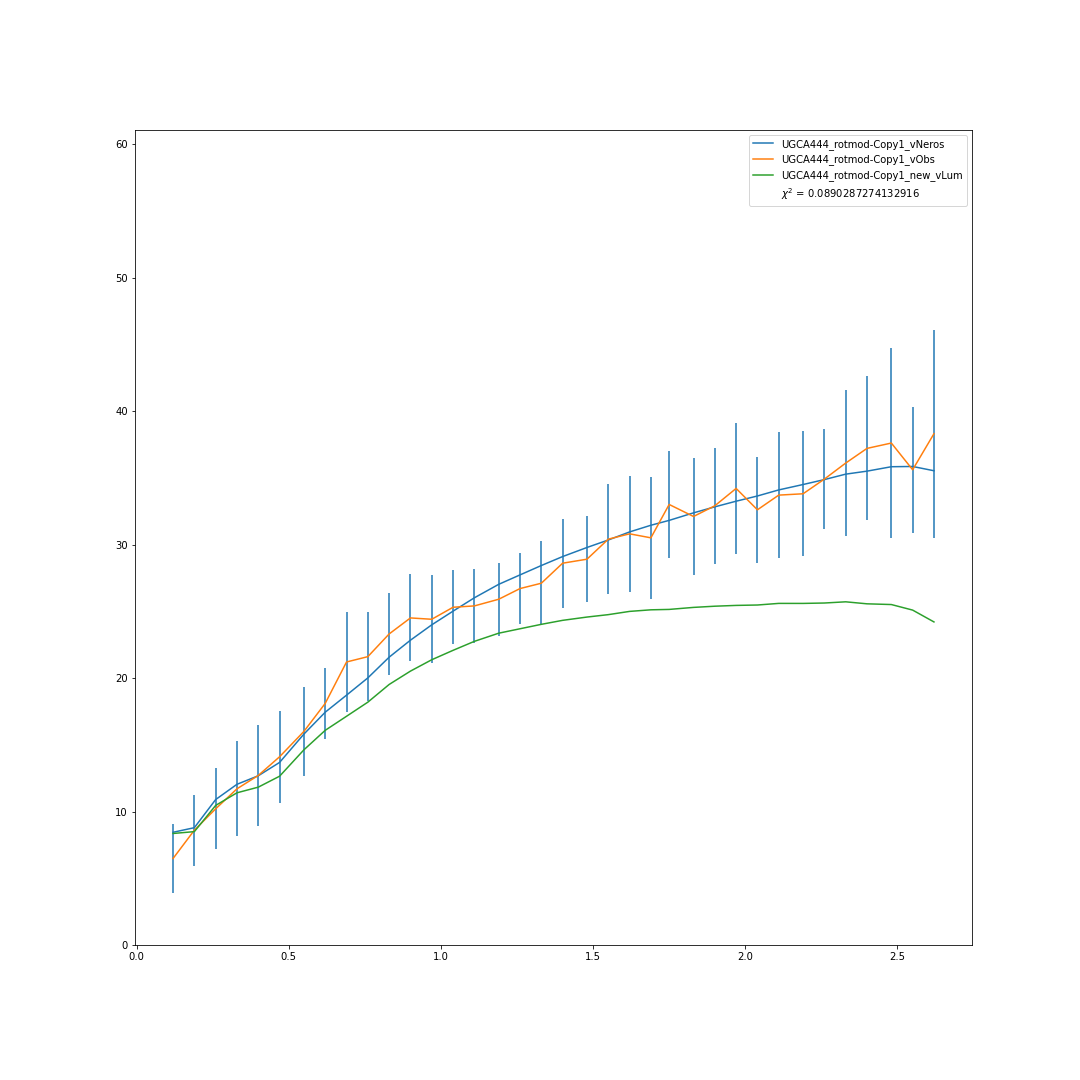 60
50
40
30
20
10
0
0.0 0.5 1.0 1.5 2.0 2.5
UGCA444_rotmod-Copy1_vNeros
UGCA444_rotmod-Copy1_vObs
UGCA444_rotmod-Copy1_new_vLum
χ² = 0.0890287274132916